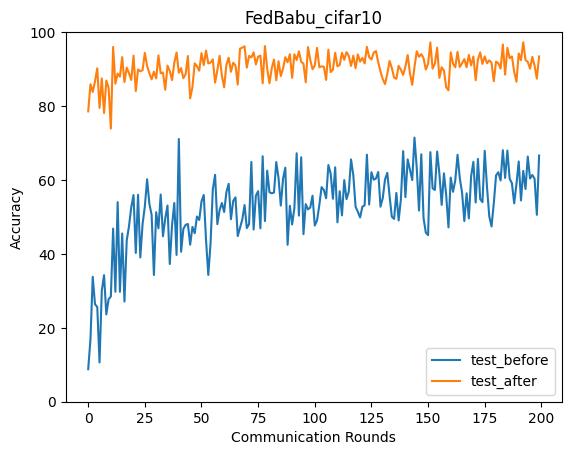 FedBabu_cifar10
Accuracy
100
80
60
40
20
0
test_before
test_after
0 25 50 75 100 125 150 175 200
Communication Rounds